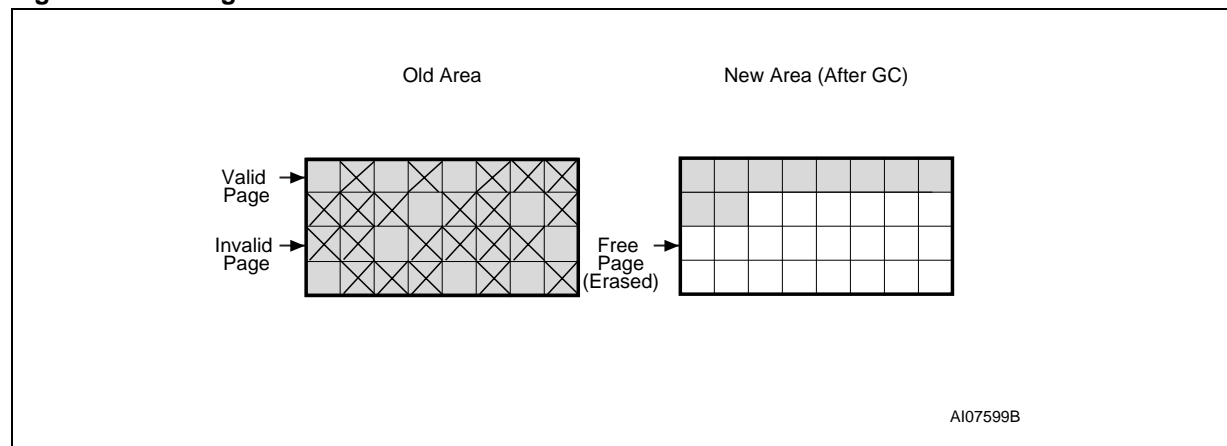 Old Area
New Area (After GC)
Valid
Page
Invalid
Page
Free
Page
(Erased)
AI07599B